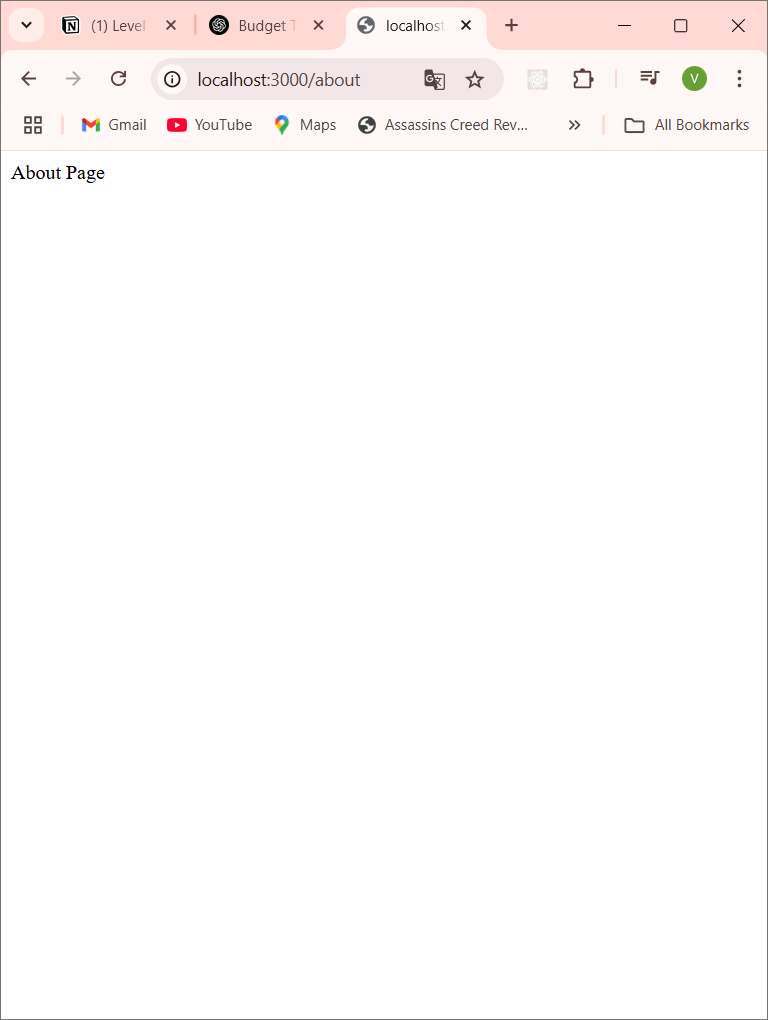 (1) Level
Budget T
localhost
localhost:3000/about
V
Gmail
YouTube
Maps
Assassins Creed Rev...
All Bookmarks
About Page